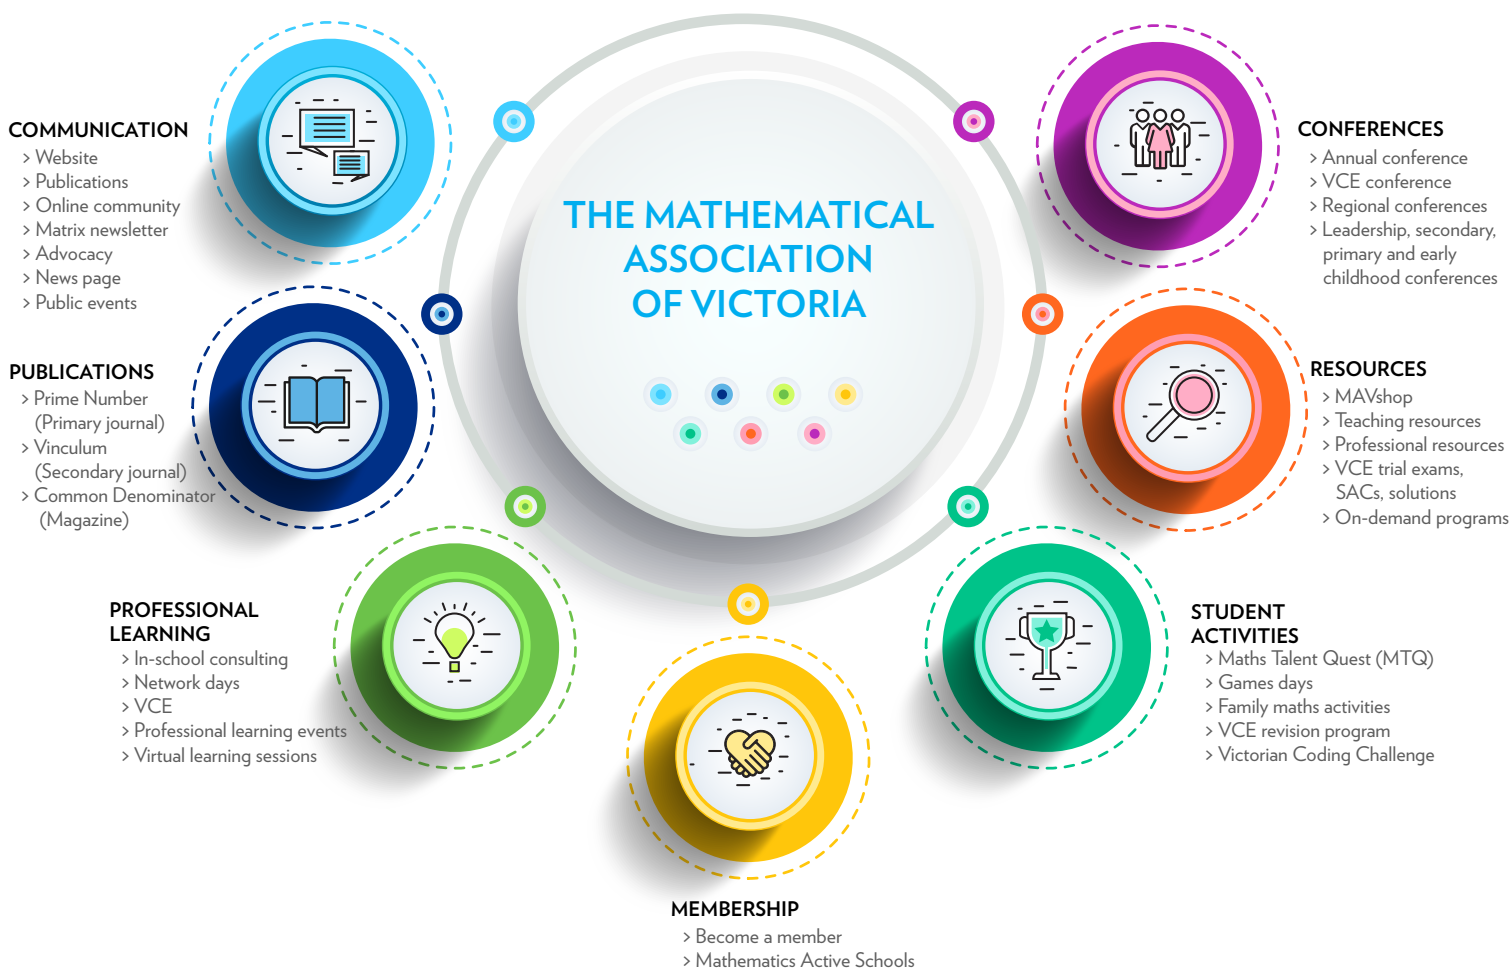 THE MATHEMATICAL
ASSOCIATION
OF VICTORIA
COMMUNICATION
> Website
> Publications
> Online community
> Matrix newsletter
> Advocacy
> News page
> Public events
PUBLICATIONS
> Prime Number
(Primary journal)
> Vinculum
(Secondary journal)
> Common Denominator
(Magazine)
PROFESSIONAL
LEARNING
> In-school consulting
> Network days
> VCE
> Professional learning events
> Virtual learning sessions
MEMBERSHIP
> Become a member
> Mathematics Active Schools
STUDENT
ACTIVITIES
> Maths Talent Quest (MTQ)
> Games days
> Family maths activities
> VCE revision program
> Victorian Coding Challenge
RESOURCES
> MAVshop
> Teaching resources
> Professional resources
> VCE trial exams,
SACs, solutions
> On-demand programs
CONFERENCES
> Annual conference
> VCE conference
> Regional conferences
> Leadership, secondary,
primary and early
childhood conferences